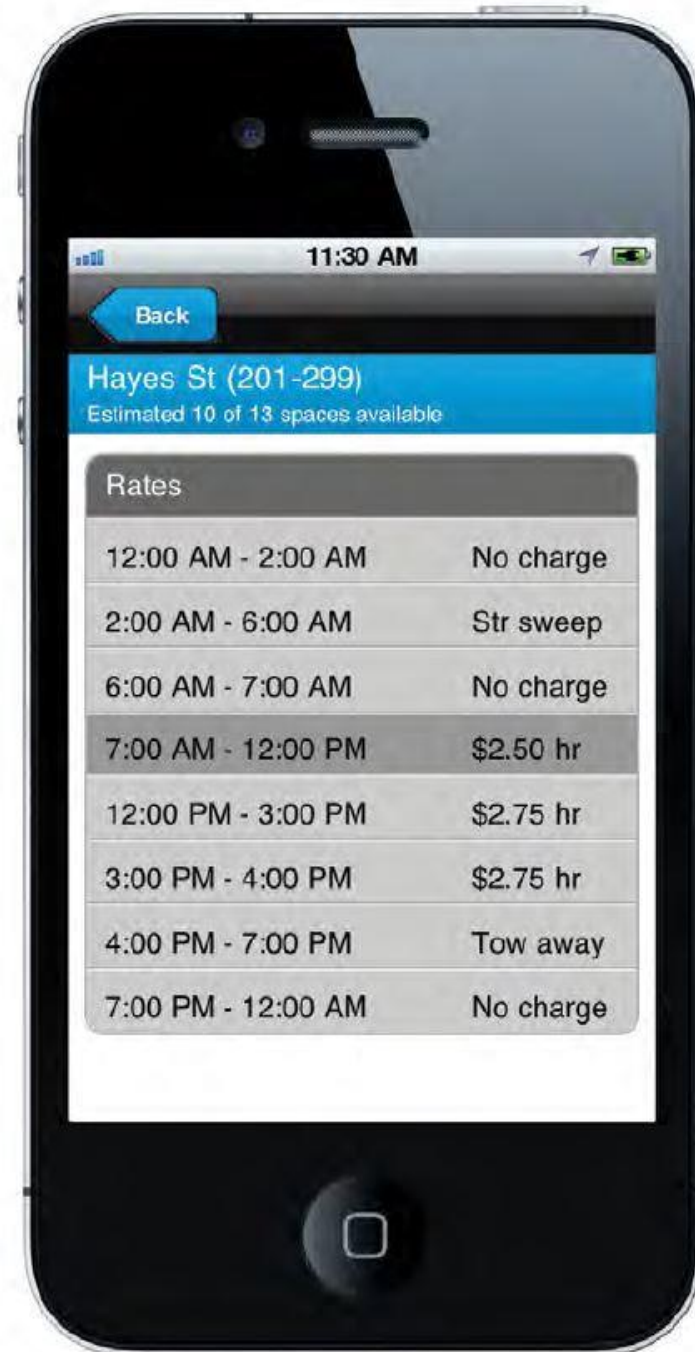 11:30 AM
Back
Hayes St (201-299)
Estimated 10 of 13 spaces available
Rates
12:00 AM - 2:00 AM No charge
2:00 AM - 6:00 AM Str sweep
6:00 AM - 7:00 AM No charge
7:00 AM - 12:00 PM $2.50 hr
12:00 PM - 3:00 PM $2.75 hr
3:00 PM - 4:00 PM $2.75 hr
4:00 PM - 7:00 PM Tow away
7:00 PM - 12:00 AM No charge